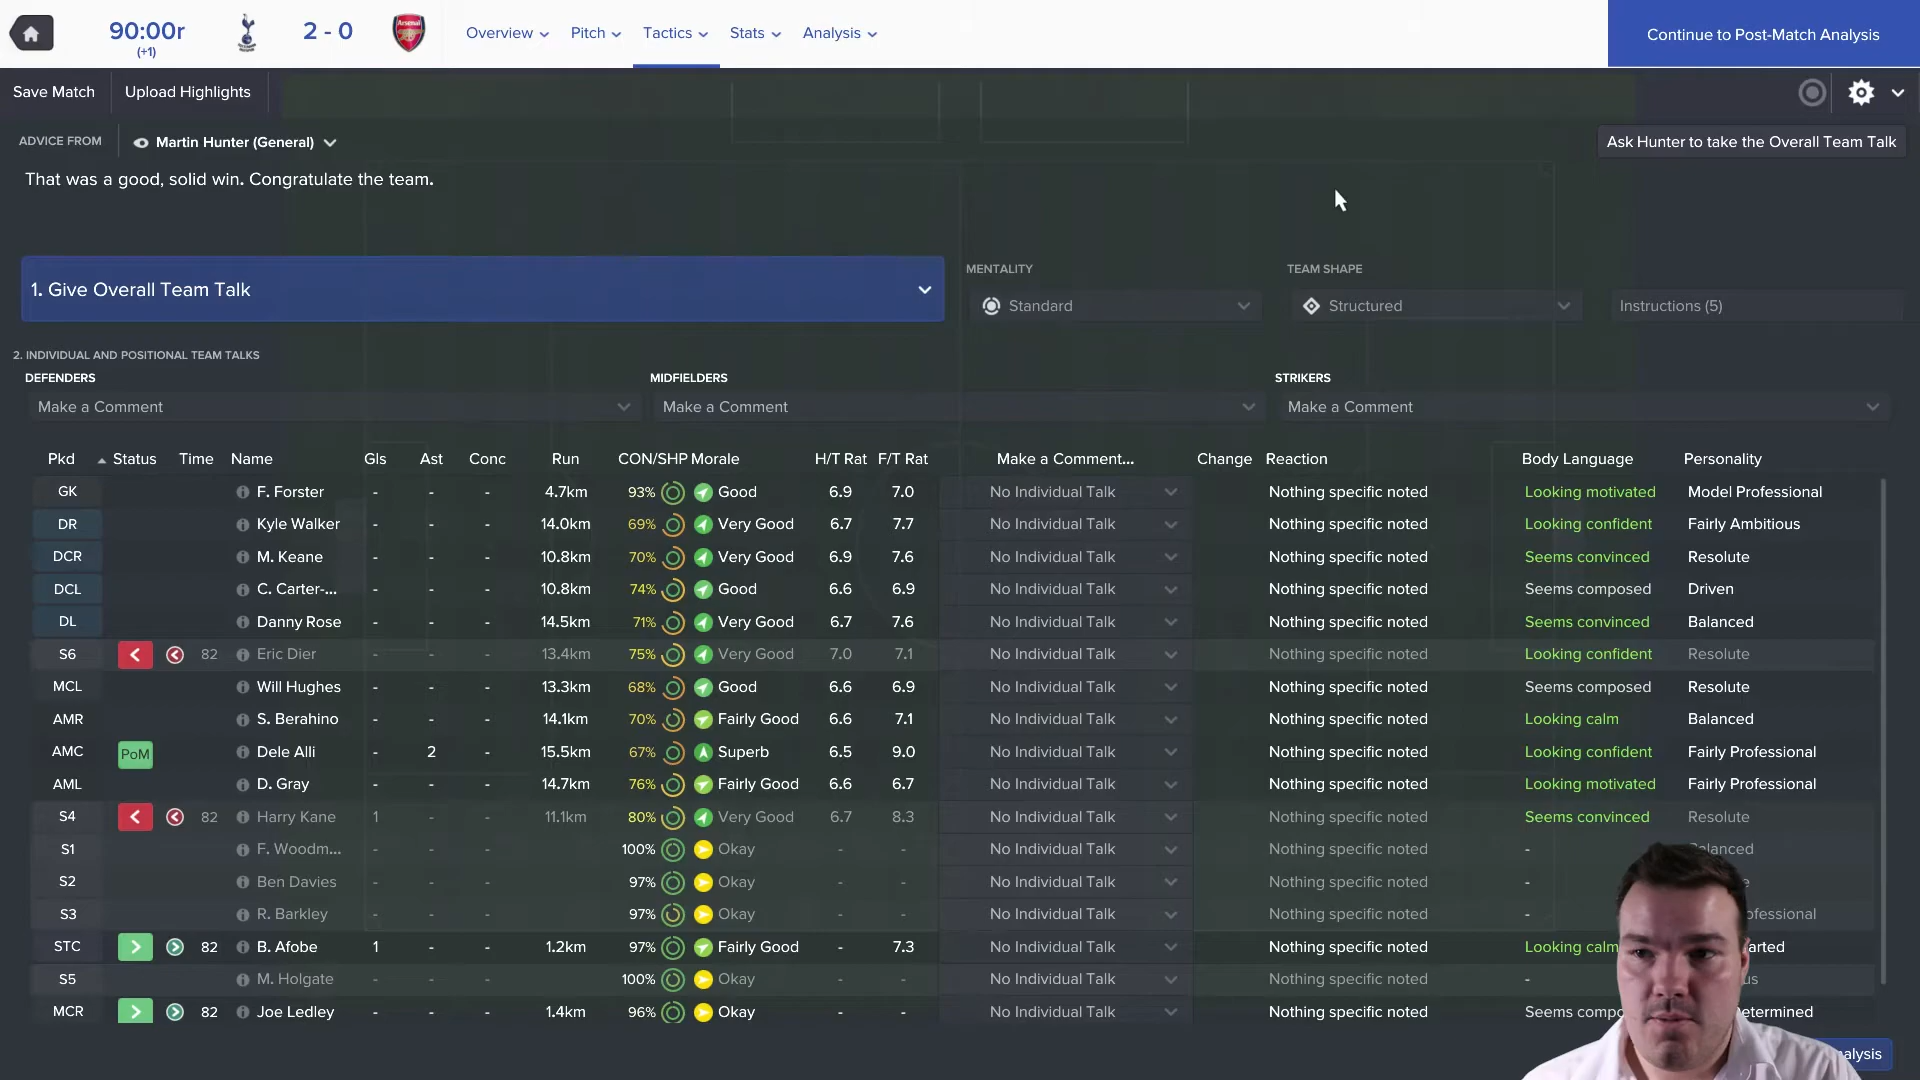 90:00r
(+1)
2 - 0
Arsenal
Overview
Pitch
Tactics
Stats
Analysis
Continue to Post-Match Analysis
Save Match
Upload Highlights
ADVICE FROM
Martin Hunter (General)
Ask Hunter to take the Overall Team Talk
That was a good, solid win. Congratulate the team.
1. Give Overall Team Talk
MENTALITY
TEAM SHAPE
Standard
Structured
Instructions (5)
2. INDIVIDUAL AND POSITIONAL TEAM TALKS
DEFENDERS
MIDFIELDERS
STRIKERS
Make a Comment
Make a Comment
Make a Comment
Pkd Status Time Name Gls Ast Conc Run CON/SHP Morale H/T Rat F/T Rat Make a Comment... Change Reaction Body Language Personality
GK F. Forster - - - 4.7km 93% Good 6.9 7.0 No Individual Talk Nothing specific noted Looking motivated Model Professional
DR Kyle Walker - - - 14.0km 69% Very Good 6.7 7.7 No Individual Talk Nothing specific noted Looking confident Fairly Ambitious
DCR M. Keane - - - 10.8km 70% Very Good 6.9 7.6 No Individual Talk Nothing specific noted Seems convinced Resolute
DCL C. Carter-... - - - 10.8km 74% Good 6.6 6.9 No Individual Talk Nothing specific noted Seems composed Driven
DL Danny Rose - - - 14.5km 71% Very Good 6.7 7.6 No Individual Talk Nothing specific noted Seems convinced Balanced
S6 82 Eric Dier - - - 13.4km 75% Very Good 7.0 7.1 No Individual Talk Nothing specific noted Looking confident Resolute
MCL Will Hughes - - - 13.3km 68% Good 6.6 6.9 No Individual Talk Nothing specific noted Seems composed Resolute
AMR S. Berahino - - - 14.1km 70% Fairly Good 6.6 7.1 No Individual Talk Nothing specific noted Looking calm Balanced
AMC PoM Dele Alli - 2 - 15.5km 67% Superb 6.5 9.0 No Individual Talk Nothing specific noted Looking confident Fairly Professional
AML D. Gray - - - 14.7km 76% Fairly Good 6.6 6.7 No Individual Talk Nothing specific noted Looking motivated Fairly Professional
S4 82 Harry Kane 1 - - 11.1km 80% Very Good 6.7 8.3 No Individual Talk Nothing specific noted Seems convinced Resolute
S1 F. Woodm... - - - 100% Okay - - No Individual Talk Nothing specific noted - Balanced
S2 Ben Davies - - - 97% Okay - - No Individual Talk Nothing specific noted -
S3 R. Barkley - - - 97% Okay - - No Individual Talk Nothing specific noted - ofessional
STC 82 B. Afobe 1 - - 1.2km 97% Fairly Good - 7.3 No Individual Talk Nothing specific noted Looking calm arted
S5 M. Holgate - - - 100% Okay - - No Individual Talk Nothing specific noted - us
MCR 82 Joe Ledley - - - 1.4km 96% Okay - - No Individual Talk Nothing specific noted Seems compo etermined
alysis